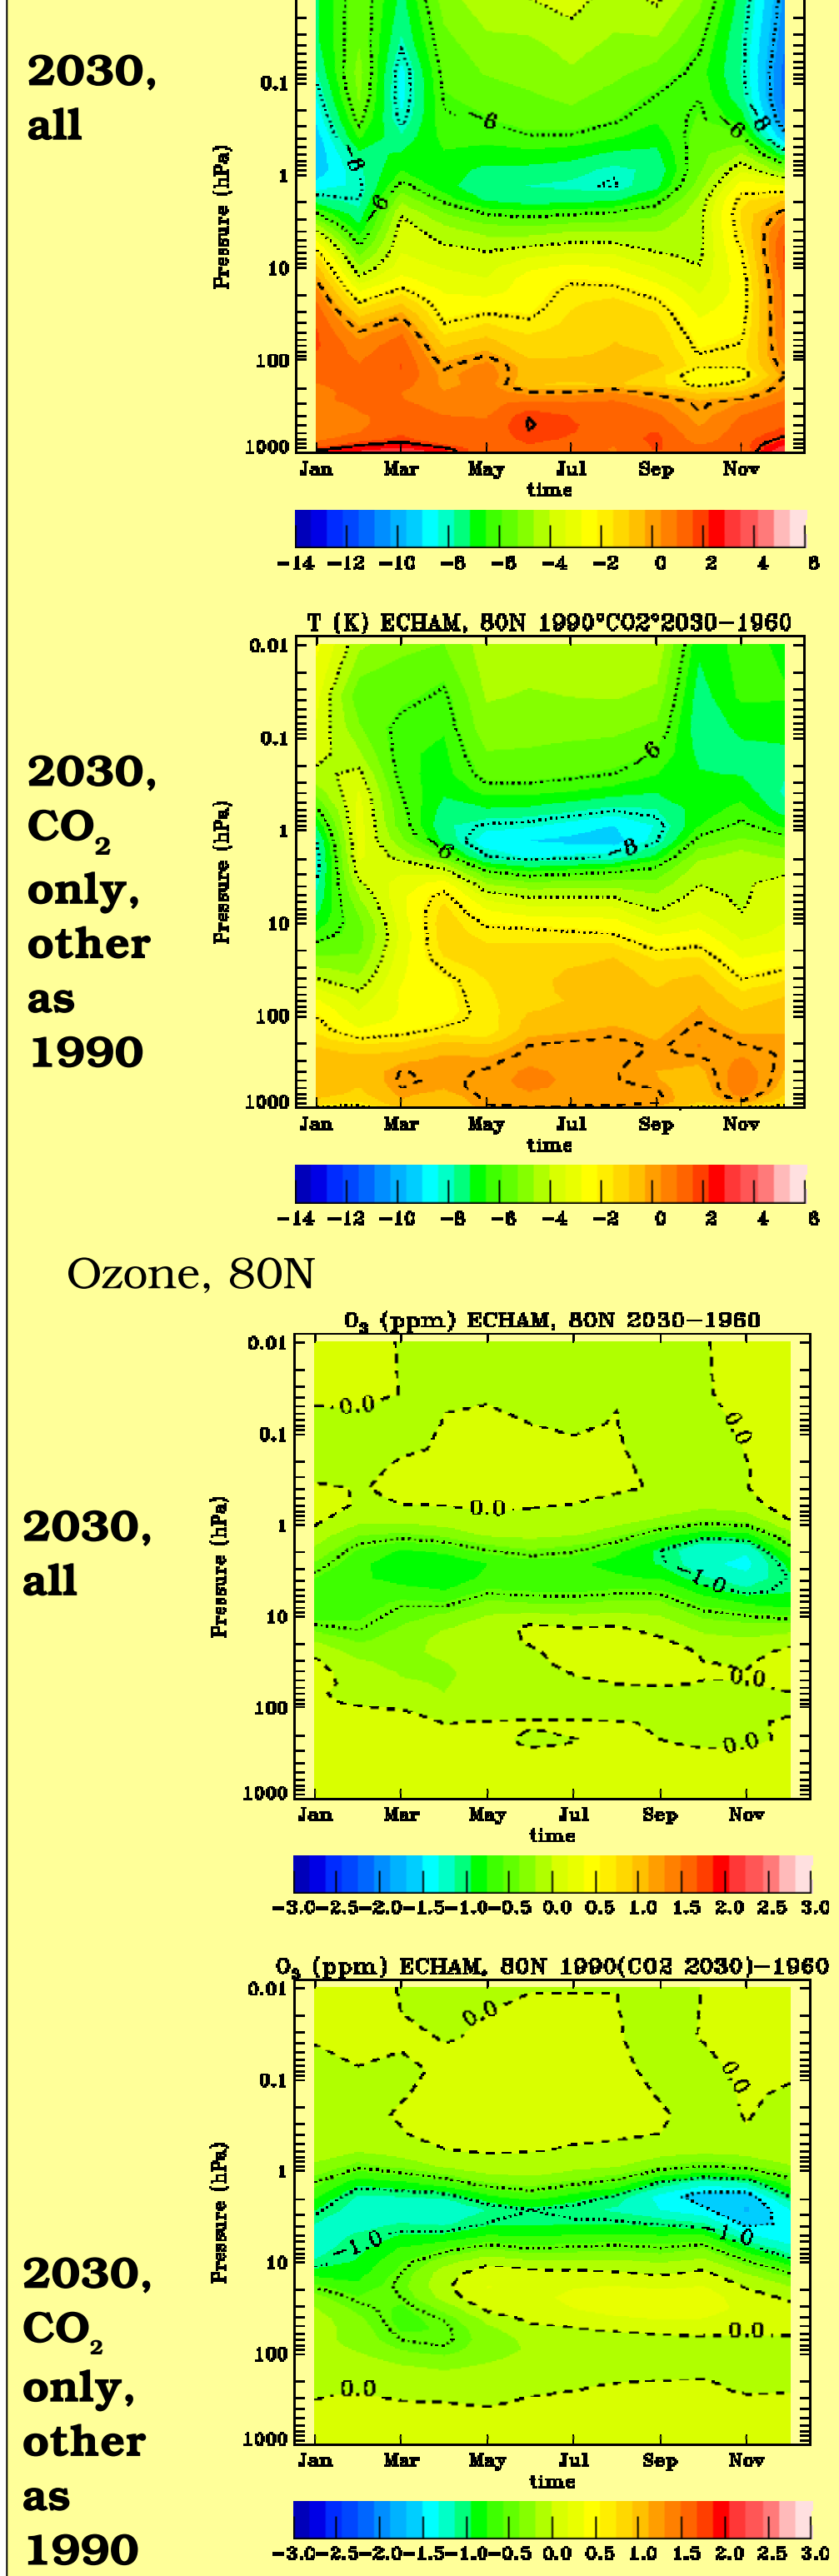 2030,
all
0.1
1
10
100
1000
Pressure (hPa)
-6
-8
-6
-6
-8
Jan Mar May Jul Sep Nov
time
-14 -12 -10 -8 -6 -4 -2 0 2 4 6
T (K) ECHAM, 80N 1990°CO2°2030-1960
2030,
CO2
only,
other
as
1990
0.01
0.1
1
10
100
1000
Pressure (hPa)
-6
-6
-8
Jan Mar May Jul Sep Nov
time
-14 -12 -10 -8 -6 -4 -2 0 2 4 6
Ozone, 80N
O3 (ppm) ECHAM, 80N 2030-1960
2030,
all
0.01
0.1
1
10
100
1000
Pressure (hPa)
0.0
0.0
0.0
-1.0
0.0
0.0
Jan Mar May Jul Sep Nov
time
-3.0-2.5-2.0-1.5-1.0-0.5 0.0 0.5 1.0 1.5 2.0 2.5 3.0
O3 (ppm) ECHAM, 80N 1990(CO2 2030)-1960
2030,
CO2
only,
other
as
1990
0.01
0.1
1
10
100
1000
Pressure (hPa)
0.0
0.0
-1.0
-1.0
0.0
0.0
Jan Mar May Jul Sep Nov
time
-3.0-2.5-2.0-1.5-1.0-0.5 0.0 0.5 1.0 1.5 2.0 2.5 3.0